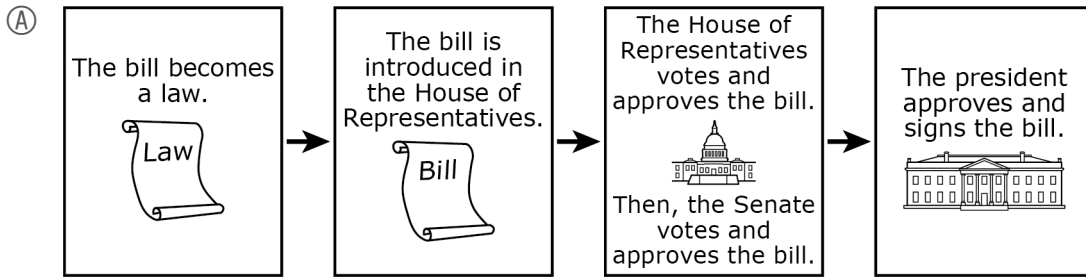 Ⓐ
The bill becomes
a law.
Law
The bill is
introduced in
the House of
Representatives.
Bill
The House of
Representatives
votes and
approves the bill.
Then, the Senate
votes and
approves the bill.
The president
approves and
signs the bill.